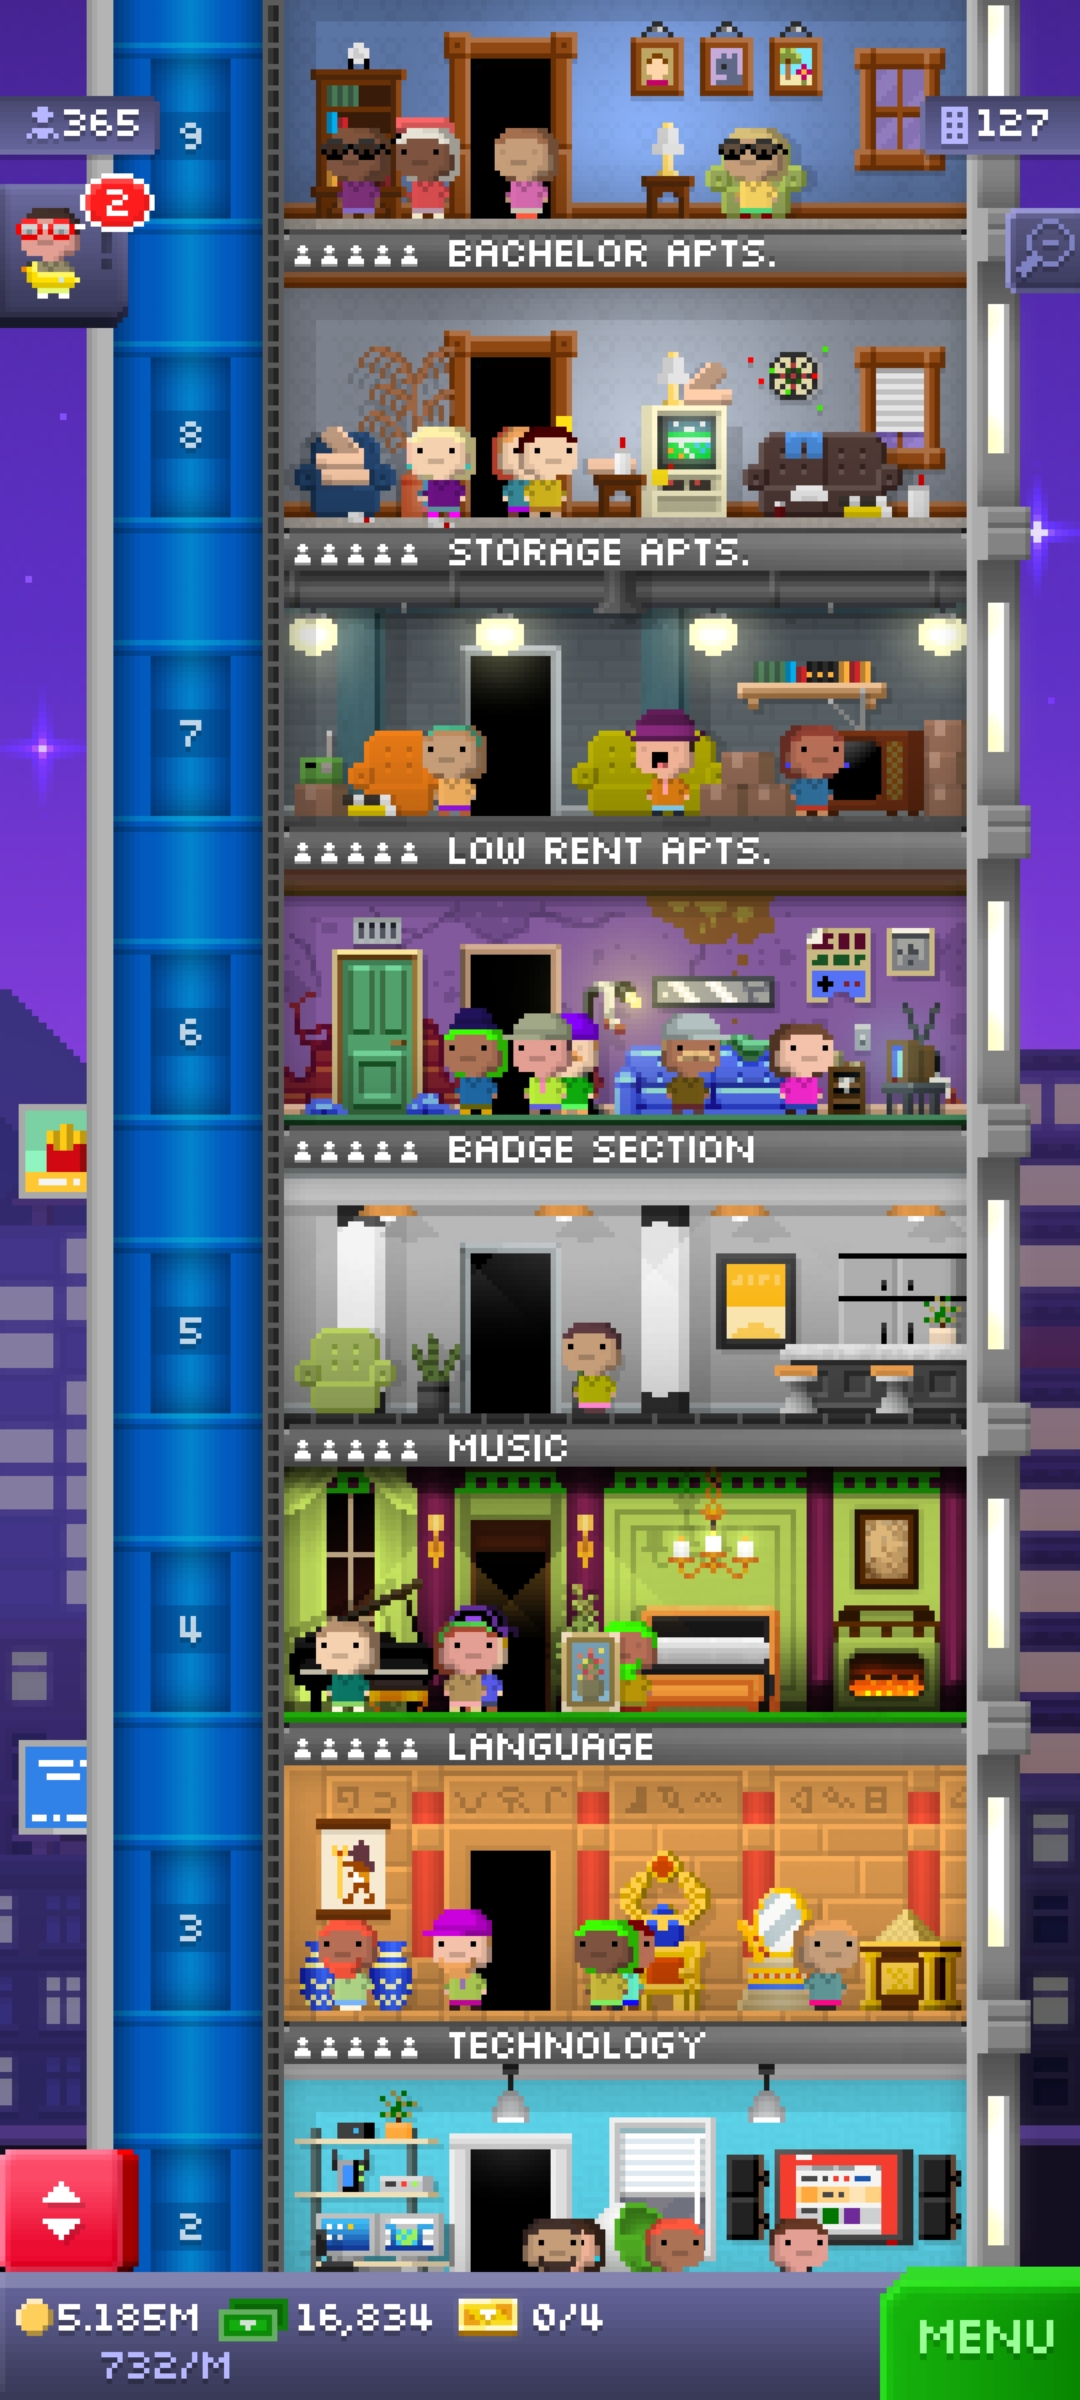 365
127
2
9
BACHELOR APTS.
8
STORAGE APTS.
7
LOW RENT APTS.
6
BADGE SECTION
5
MUSIC
4
LANGUAGE
3
TECHNOLOGY
2
5.185M 16,834 0/4
732/M
MENU